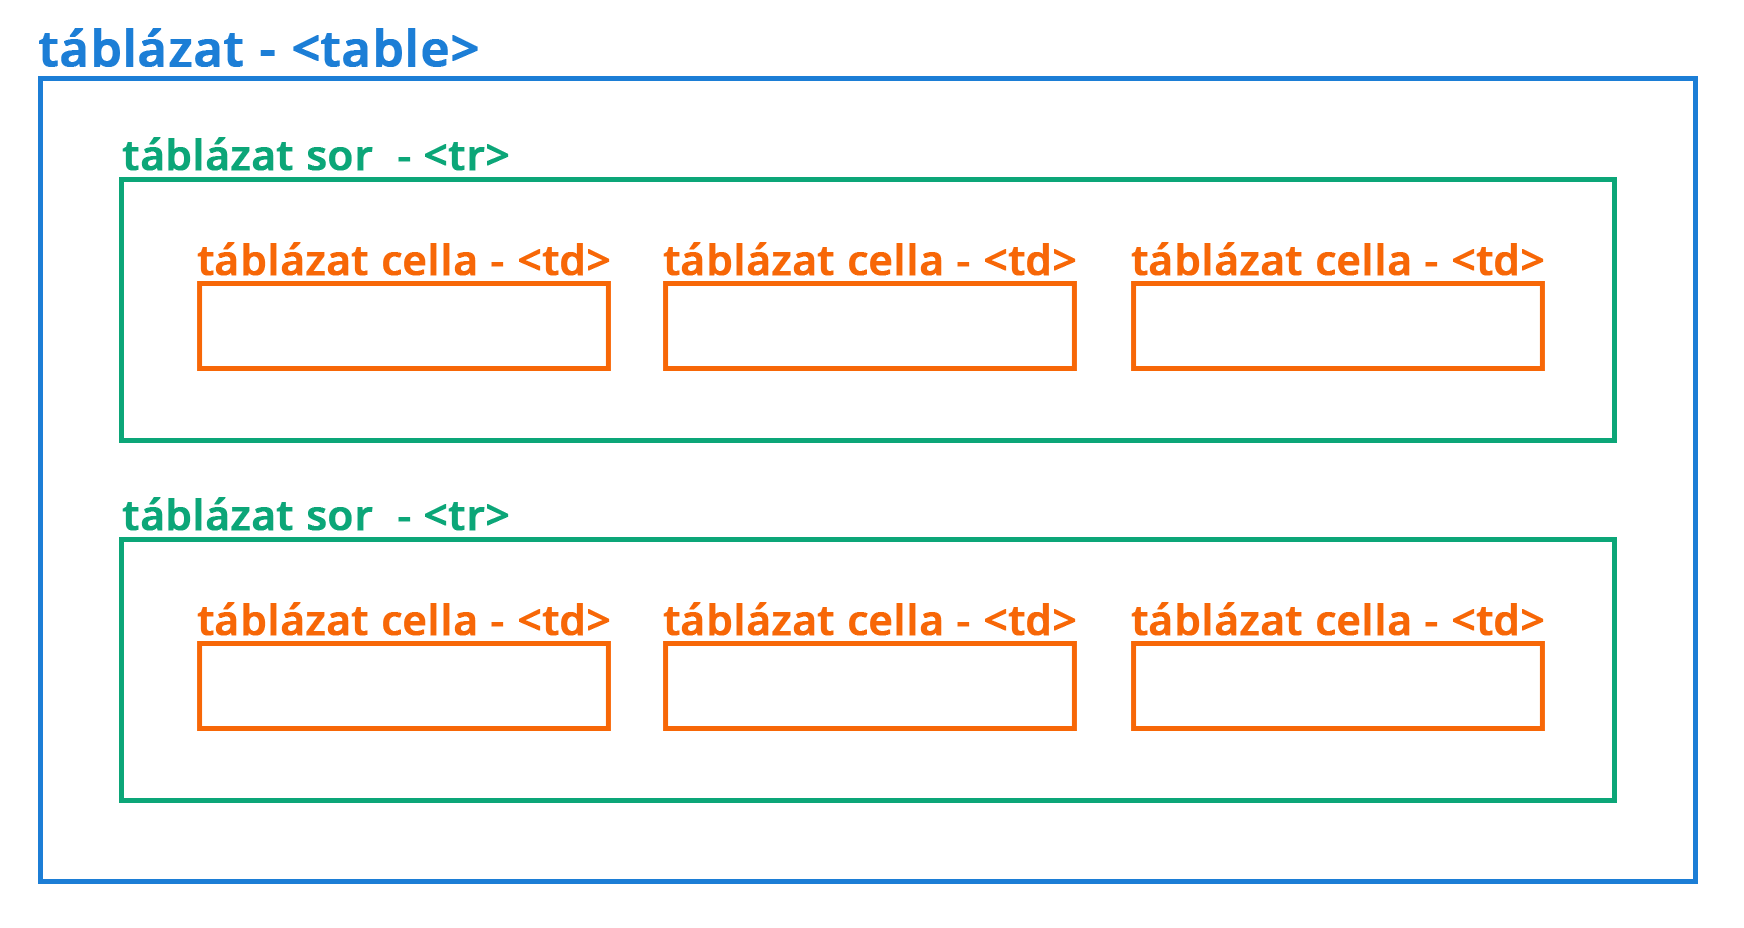 táblázat - <table>
táblázat sor  - <tr>
táblázat cella - <td> táblázat cella - <td> táblázat cella - <td>
táblázat sor  - <tr>
táblázat cella - <td> táblázat cella - <td> táblázat cella - <td>